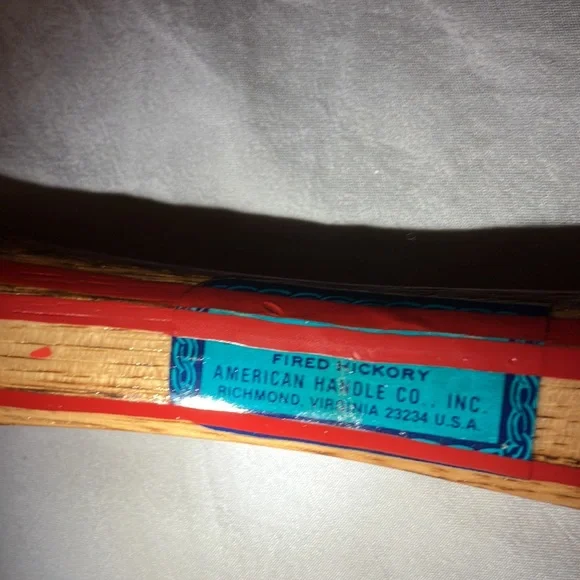 FIRED HICKORY
AMERICAN HANDLE CO., INC.
RICHMOND, VIRGINIA 23234 U.S.A.